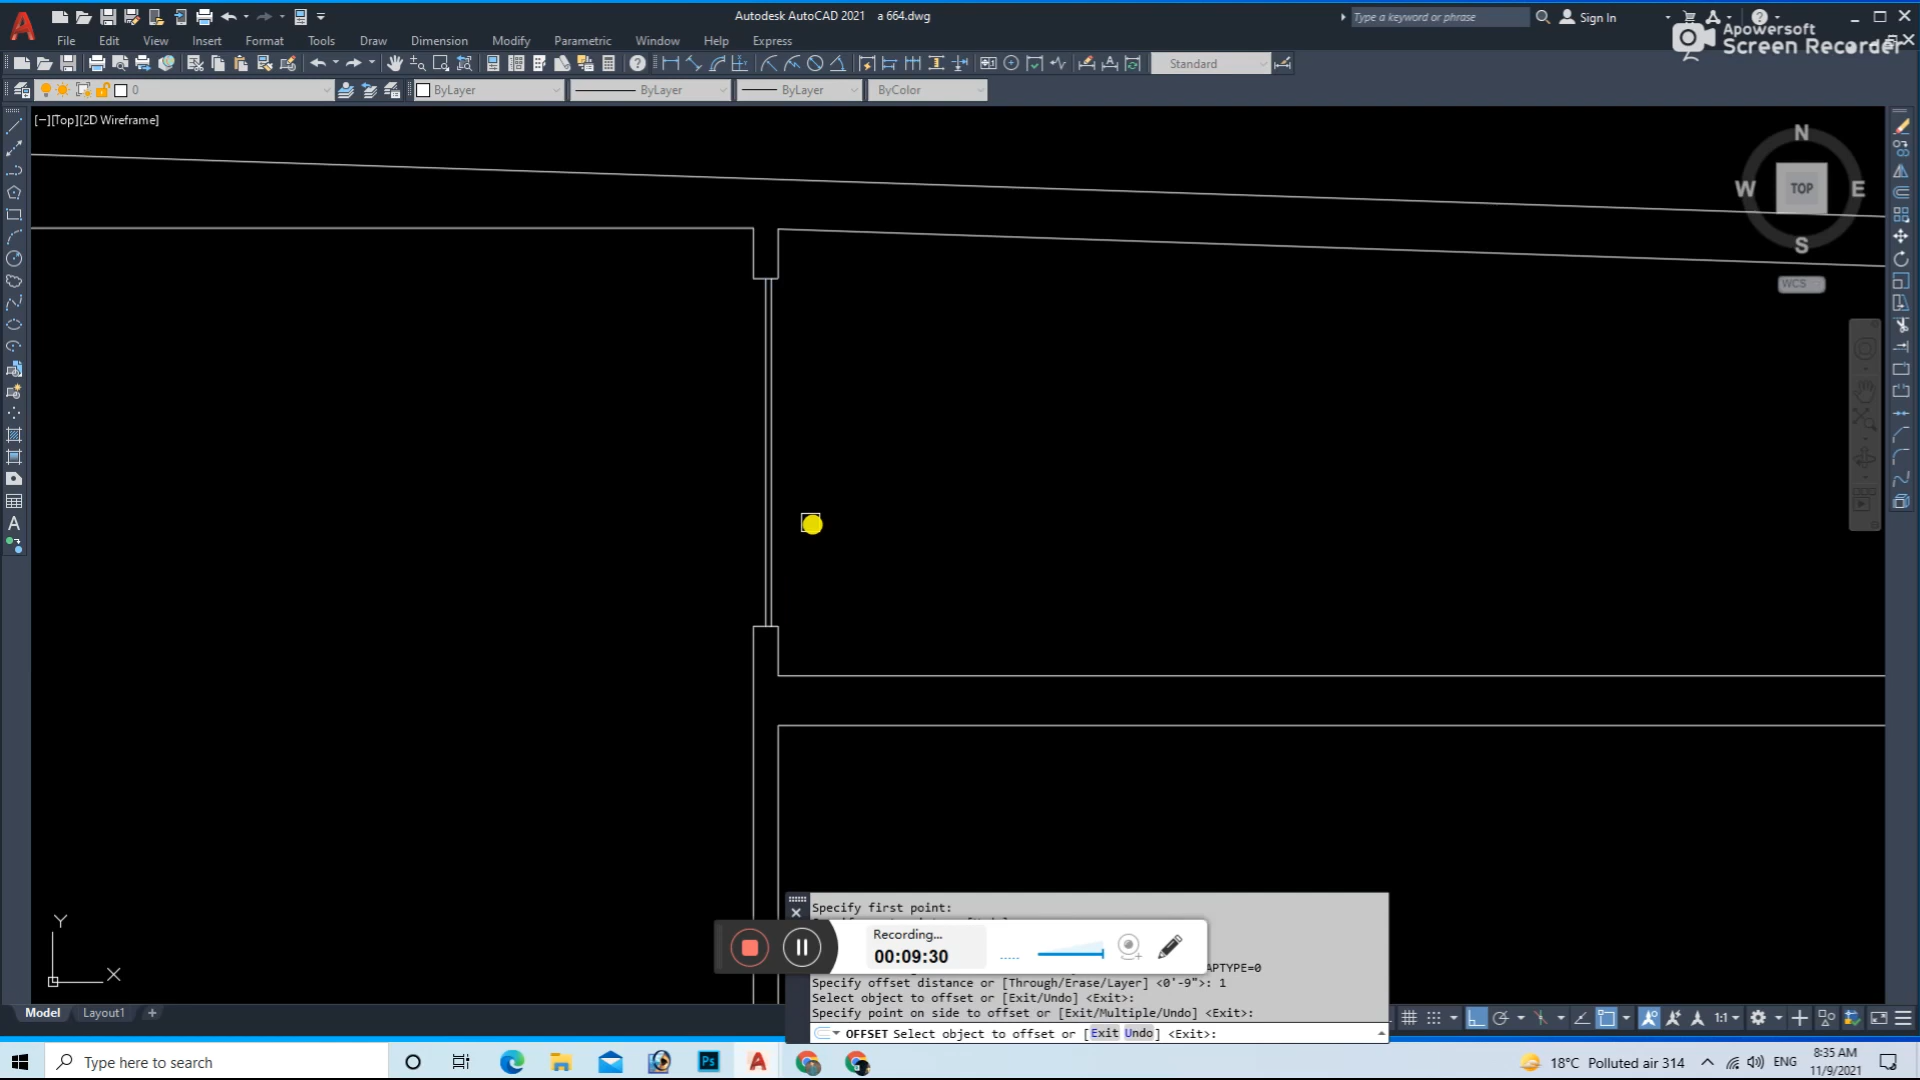 Autodesk AutoCAD 2021 a 664.dwg
Type a keyword or phrase
Sign In
File Edit View Insert Format Tools Draw Dimension Modify Parametric Window Help Express
Apowersoft
Screen Recorder
Standard
0
ByLayer
ByLayer
ByLayer
ByColor
[−][Top][2D Wireframe]
N
W TOP E
S
WCS
Y
X
Specify first point:
Recording...
00:09:30
APTYPE=0
Specify offset distance or [Through/Erase/Layer] <0'-9">: 1
Select object to offset or [Exit/Undo] <Exit>:
Specify point on side to offset or [Exit/Multiple/Undo] <Exit>:
OFFSET Select object to offset or [Exit Undo] <Exit>:
Model Layout1 +
1:1
Type here to search
Ps
A
18°C Polluted air 314
ENG
8:35 AM
11/9/2021